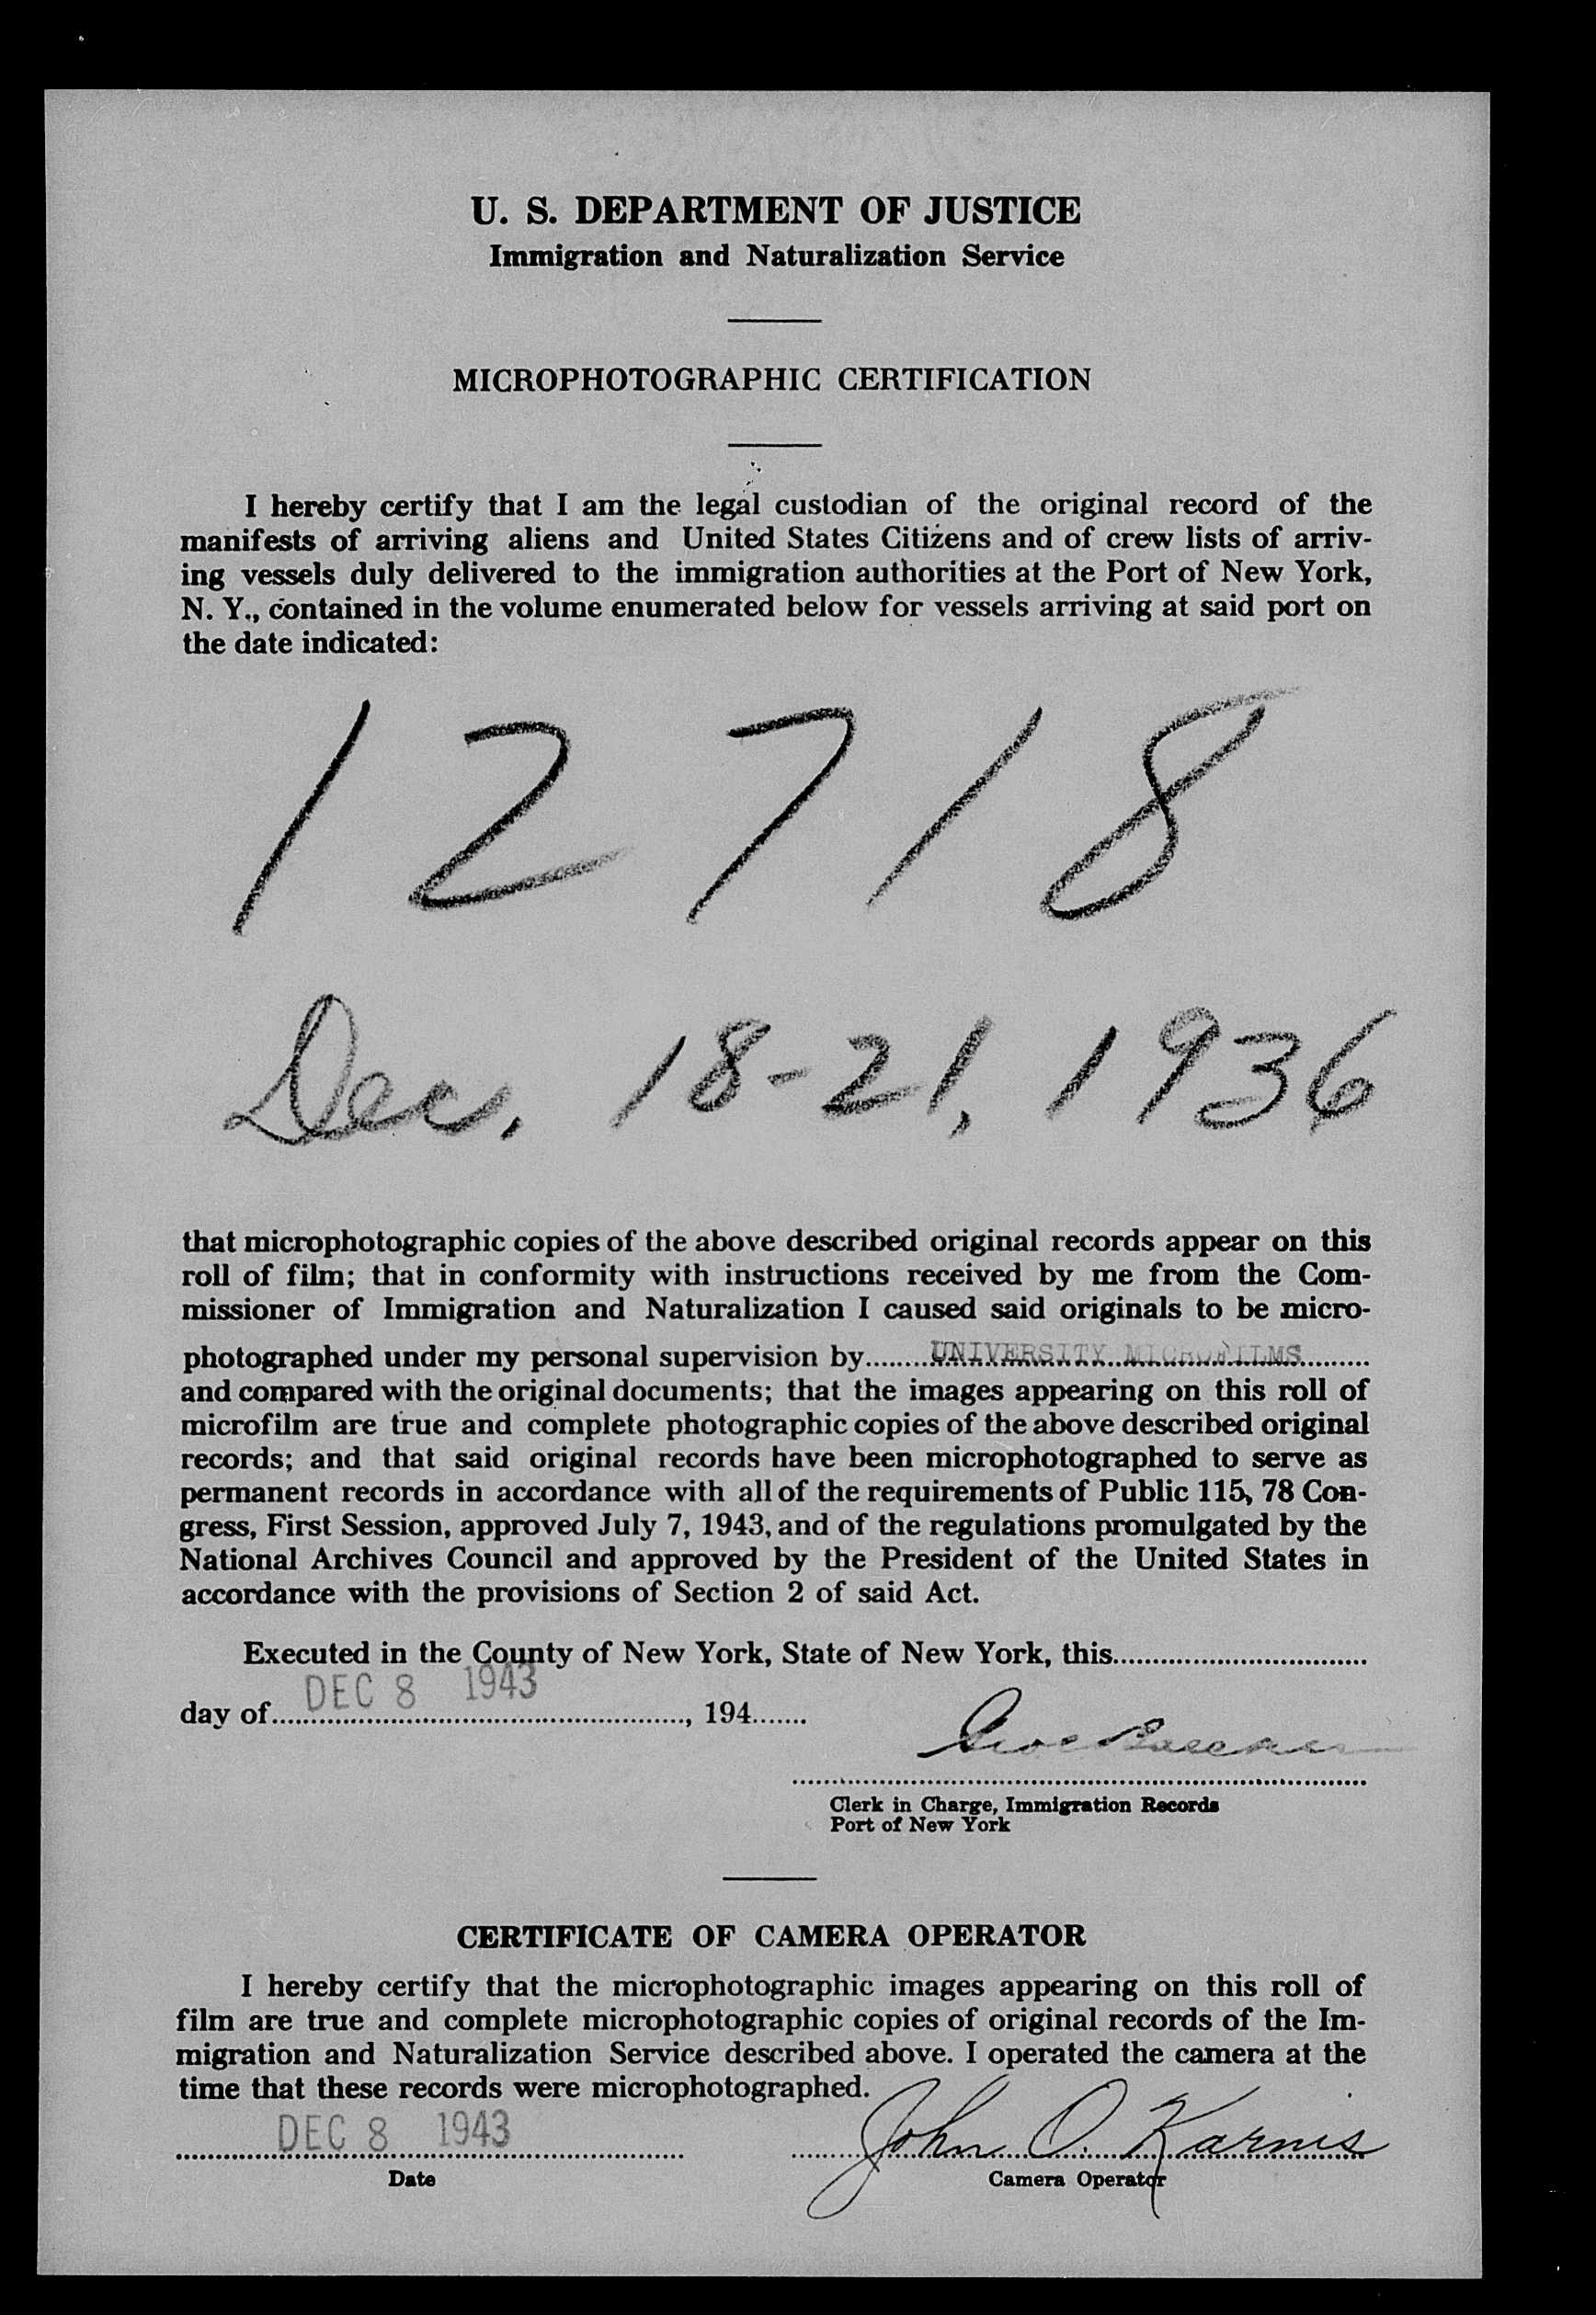 U. S. DEPARTMENT OF JUSTICE
Immigration and Naturalization Service
MICROPHOTOGRAPHIC CERTIFICATION
I hereby certify that I am the legal custodian of the original record of the
manifests of arriving aliens and United States Citizens and of crew lists of arriv-
ing vessels duly delivered to the immigration authorities at the Port of New York,
N. Y., contained in the volume enumerated below for vessels arriving at said port on
the date indicated:
12718
Dec. 18-21, 1936
that microphotographic copies of the above described original records appear on this
roll of film; that in conformity with instructions received by me from the Com-
missioner of Immigration and Naturalization I caused said originals to be micro-
photographed under my personal supervision by........UNIVERSITY MICROFILMS........
and compared with the original documents; that the images appearing on this roll of
microfilm are true and complete photographic copies of the above described original
records; and that said original records have been microphotographed to serve as
permanent records in accordance with all of the requirements of Public 115, 78 Con-
gress, First Session, approved July 7, 1943, and of the regulations promulgated by the
National Archives Council and approved by the President of the United States in
accordance with the provisions of Section 2 of said Act.
Executed in the County of New York, State of New York, this................................
day of....DEC 8 1943...................., 194.......
Clerk in Charge, Immigration Records
Port of New York
CERTIFICATE OF CAMERA OPERATOR
I hereby certify that the microphotographic images appearing on this roll of
film are true and complete microphotographic copies of original records of the Im-
migration and Naturalization Service described above. I operated the camera at the
time that these records were microphotographed.
DEC 8 1943 John O. Karnis
Date Camera Operator